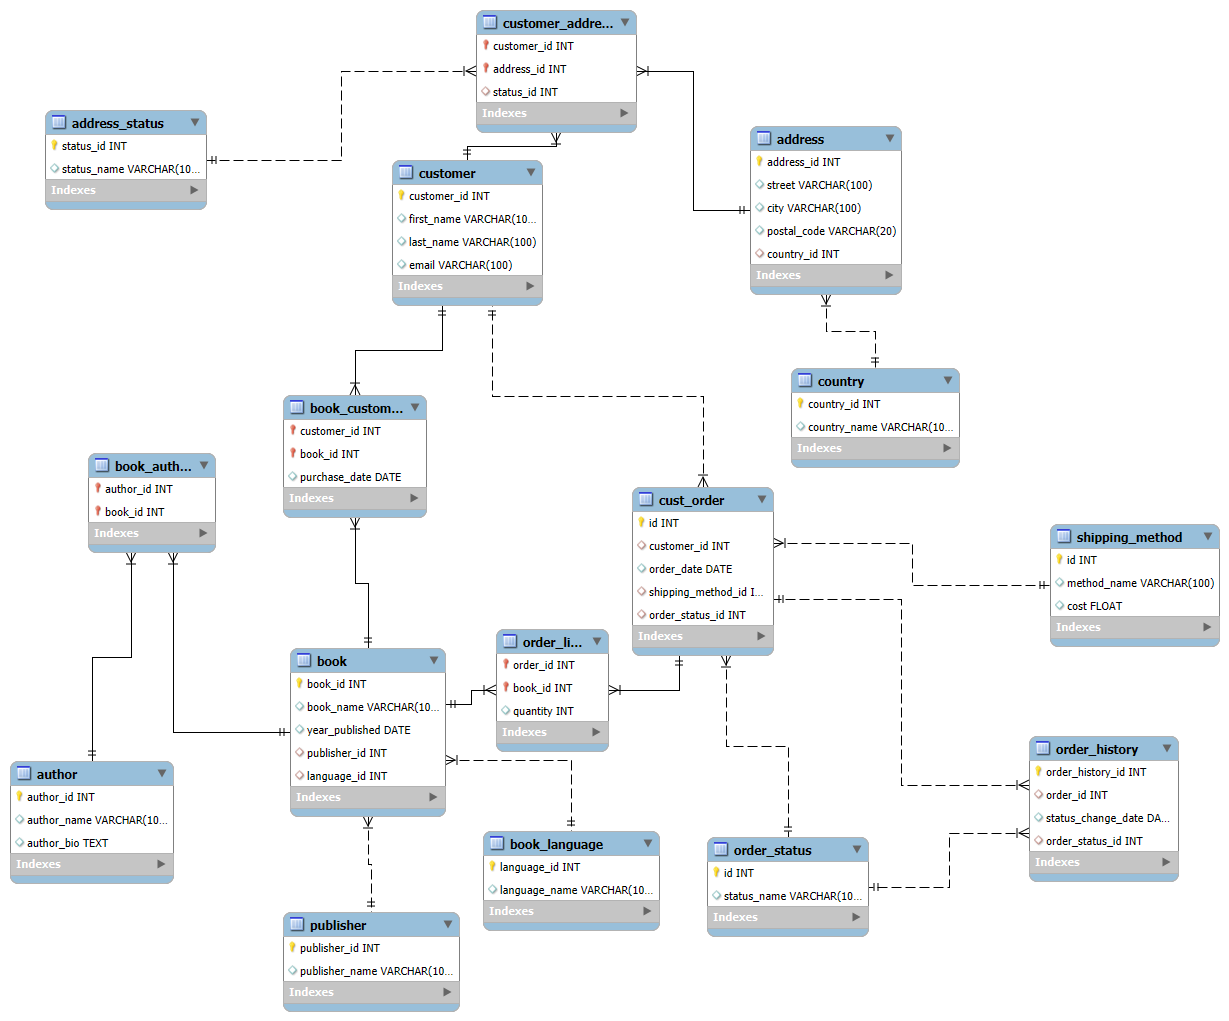 customer_addre...
customer_id INT
address_id INT
status_id INT
Indexes
address_status
status_id INT
status_name VARCHAR(10...
Indexes
address
address_id INT
street VARCHAR(100)
city VARCHAR(100)
postal_code VARCHAR(20)
country_id INT
Indexes
customer
customer_id INT
first_name VARCHAR(10...
last_name VARCHAR(100)
email VARCHAR(100)
Indexes
country
country_id INT
country_name VARCHAR(10...
Indexes
book_custom...
customer_id INT
book_id INT
purchase_date DATE
Indexes
book_auth...
author_id INT
book_id INT
Indexes
cust_order
id INT
customer_id INT
order_date DATE
shipping_method_id I...
order_status_id INT
Indexes
shipping_method
id INT
method_name VARCHAR(100)
cost FLOAT
Indexes
order_li...
order_id INT
book_id INT
quantity INT
Indexes
book
book_id INT
book_name VARCHAR(10...
year_published DATE
publisher_id INT
language_id INT
Indexes
author
author_id INT
author_name VARCHAR(10...
author_bio TEXT
Indexes
order_history
order_history_id INT
order_id INT
status_change_date DA...
order_status_id INT
Indexes
book_language
language_id INT
language_name VARCHAR(10...
Indexes
order_status
id INT
status_name VARCHAR(10...
Indexes
publisher
publisher_id INT
publisher_name VARCHAR(10...
Indexes